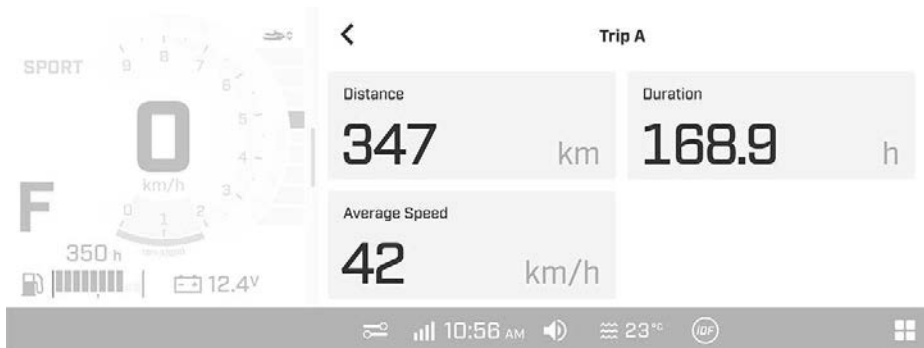 Trip A
SPORT
9 8 7
6
5
4
3
0 1 2
0
km/h
F
350 h
12.4V
Distance
347 km
Duration
168.9 h
Average Speed
42 km/h
10:56 AM
23°C
iDF